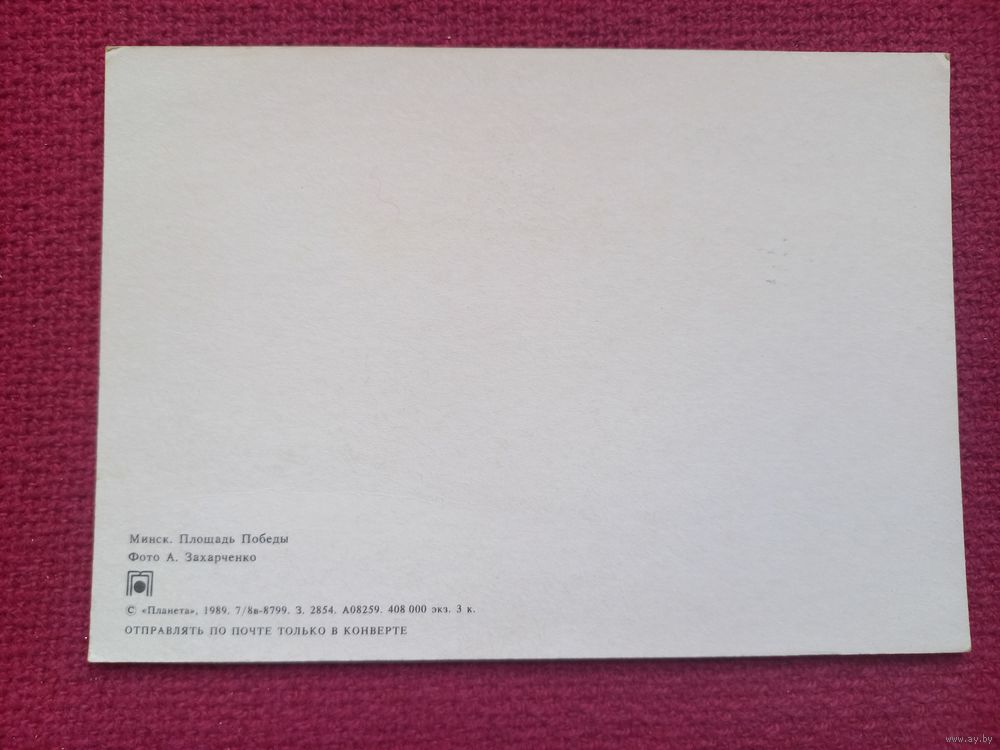 Минск. Площадь Победы
Фото А. Захарченко
© «Планета», 1989. 7/8в-8799. З. 2854. А08259. 408 000 экз. 3 к.
ОТПРАВЛЯТЬ ПО ПОЧТЕ ТОЛЬКО В КОНВЕРТЕ
www.ay.by